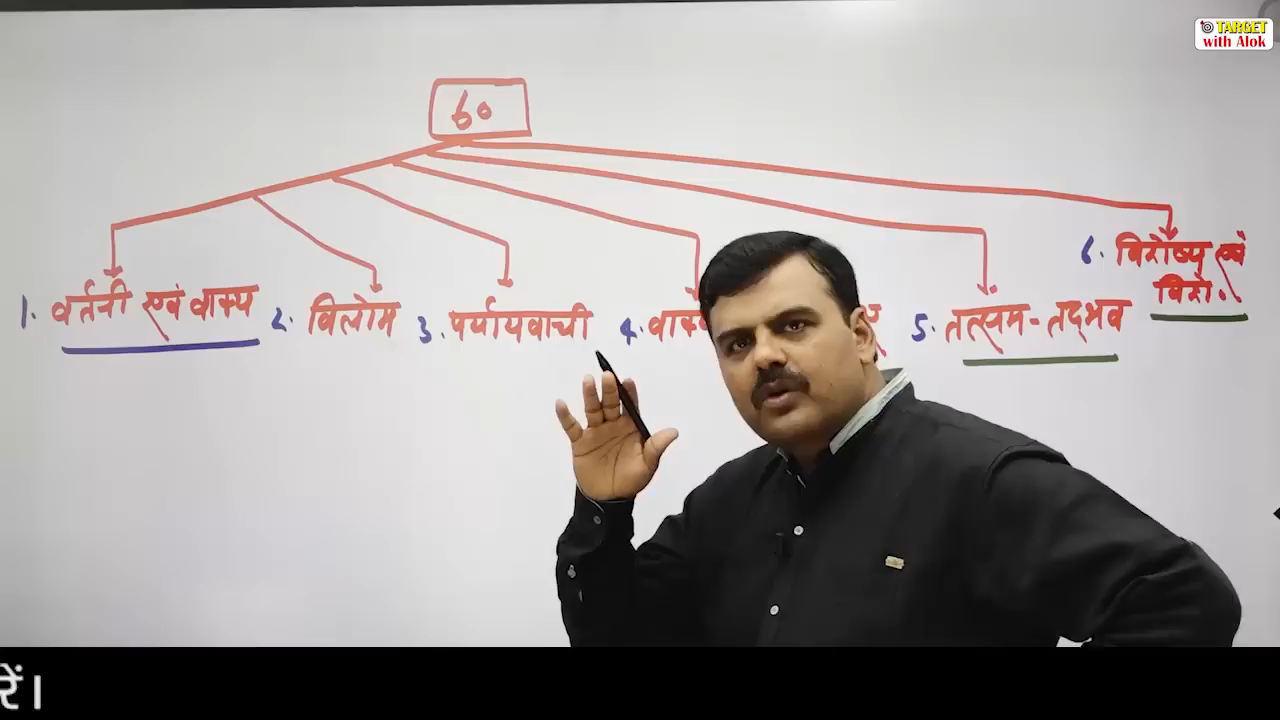 TARGET
with Alok
60
1. वर्तनी एवं वाक्य
2. विलोम
3. पर्यायवाची
4.
5. तत्सम - तद्भव
6. विशेष्य एवं
विशे.
रें।